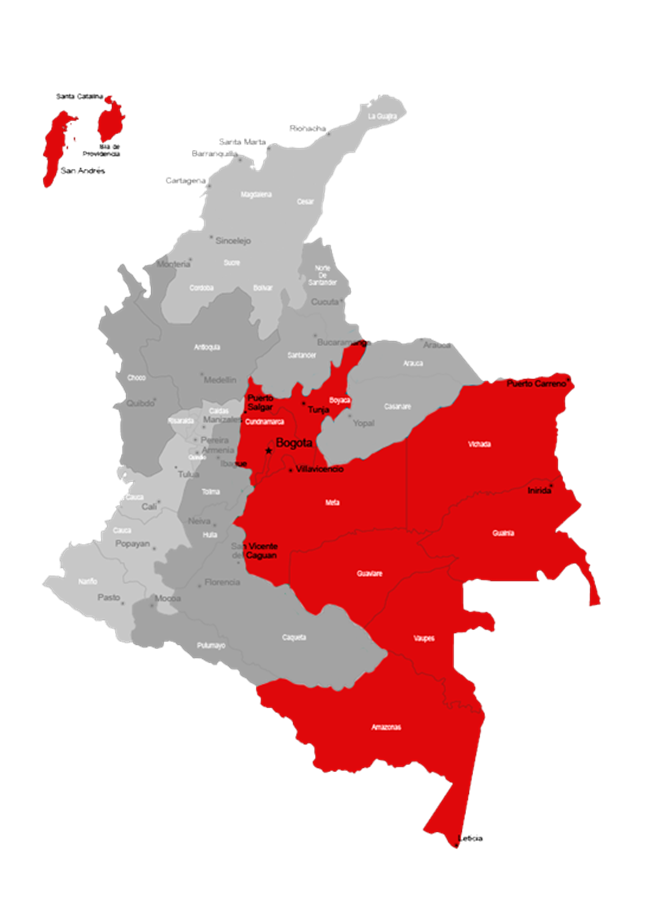 Santa Catalina
Isla de
Providencia
San Andrés
La Guajira
Riohacha
Santa Marta
Barranquilla
Cartagena
Magdalena
Cesar
Sincelejo
Monteria
Sucre
Norte
De
Santander
Cordoba
Bolivar
Cucuta
Bucaramanga
Arauca
Antioquia
Santander
Arauca
Choco
Medellin
Puerto Carreno
Quibdo
Puerto
Salgar
Boyaca
Casanare
Caldas
Tunja
Risaralda
Manizales
Cundinamarca
Yopal
Pereira
Bogota
Vichada
Armenia
Ibague
Villavicencio
Tulua
Tolima
Inirida
Cauca
Cali
Meta
Neiva
Cauca
Huila
Guainia
Popayan
San Vicente
del Caguan
Guaviare
Nariño
Florencia
Pasto
Mocoa
Caqueta
Vaupes
Putumayo
Amazonas
Leticia